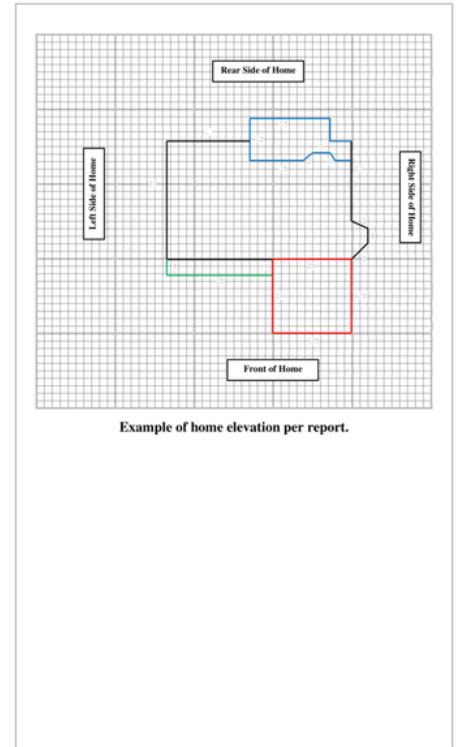 Rear Side of Home
Left Side of Home
Right Side of Home
Front of Home
Example of home elevation per report.